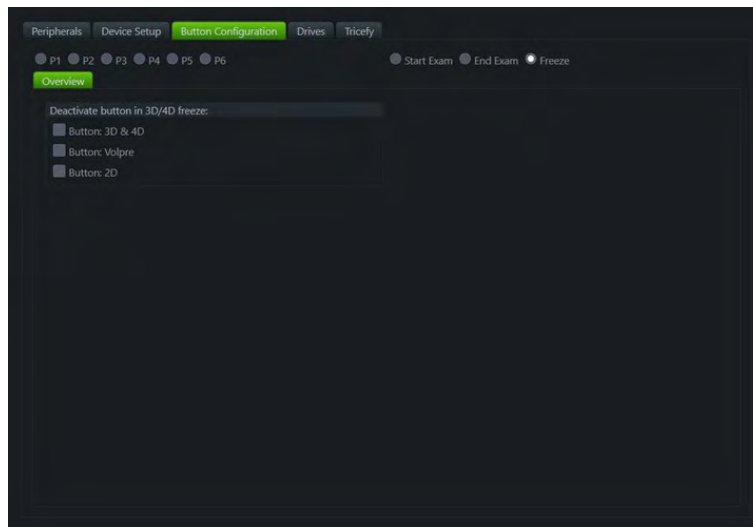 Peripherals Device Setup Button Configuration Drives Tricefy
P1 P2 P3 P4 P5 P6 Start Exam End Exam Freeze
Overview
Deactivate button in 3D/4D freeze:
Button: 3D & 4D
Button: Volpre
Button: 2D